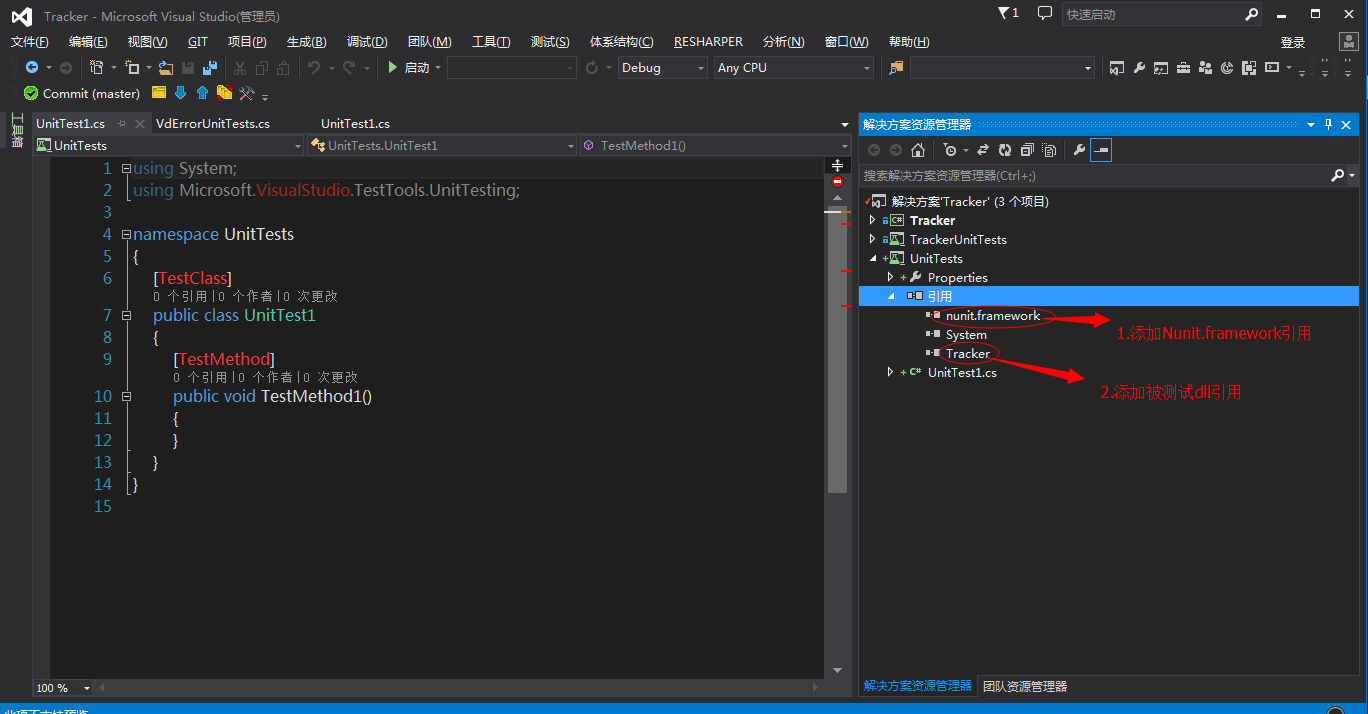 Tracker - Microsoft Visual Studio(管理员)
1
快速启动
文件(F) 编辑(E) 视图(V) GIT 项目(P) 生成(B) 调试(D) 团队(M) 工具(T) 测试(S) 体系结构(C) RESHARPER 分析(N) 窗口(W) 帮助(H) 登录
启动 Debug Any CPU
Commit (master)
工具箱
UnitTest1.cs VdErrorUnitTests.cs UnitTest1.cs
UnitTests UnitTests.UnitTest1 TestMethod1()
1 using System;
2 using Microsoft.VisualStudio.TestTools.UnitTesting;
3
4 namespace UnitTests
5 {
6 [TestClass]
0 个引用|0 个作者|0 次更改
7 public class UnitTest1
8 {
9 [TestMethod]
0 个引用|0 个作者|0 次更改
10 public void TestMethod1()
11 {
12 }
13 }
14 }
15
100 %
解决方案资源管理器
搜索解决方案资源管理器(Ctrl+;)
解决方案'Tracker' (3 个项目)
Tracker
TrackerUnitTests
UnitTests
Properties
引用
nunit.framework
1.添加Nunit.framework引用
System
Tracker
UnitTest1.cs
2.添加被测试dll引用
解决方案资源管理器 团队资源管理器